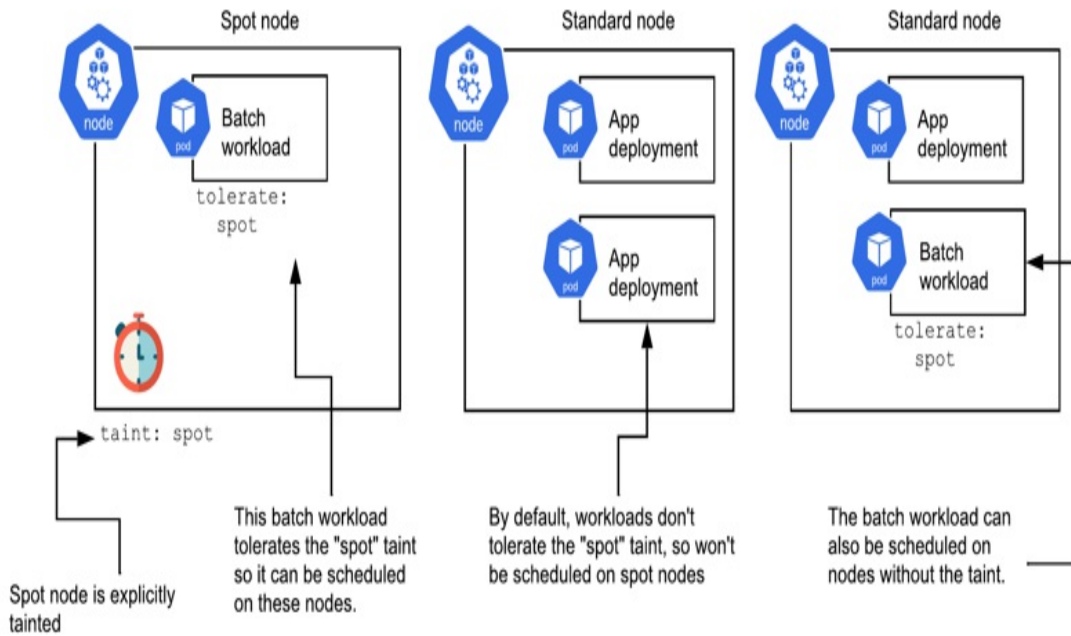 Spot node
node
pod
Batch
workload
tolerate:
spot
taint: spot
Spot node is explicitly
tainted
This batch workload
tolerates the "spot" taint
so it can be scheduled
on these nodes.
Standard node
node
pod
App
deployment
pod
App
deployment
By default, workloads don't
tolerate the "spot" taint, so won't
be scheduled on spot nodes
Standard node
node
pod
App
deployment
pod
Batch
workload
tolerate:
spot
The batch workload can
also be scheduled on
nodes without the taint.